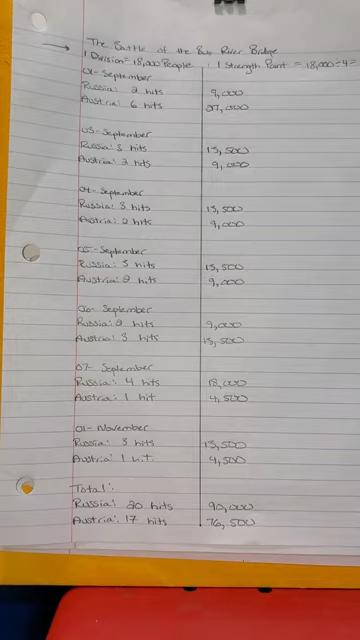 The Battle of the Bug River Bridge
1 Division = 18,000 People 1 Strength Point = 18,000÷4=
01- September
Russia: 2 hits 9,000
Austria: 6 hits 27,000
03- September
Russia: 3 hits 13,500
Austria: 2 hits 9,000
04- September
Russia: 3 hits 13,500
Austria: 2 hits 9,000
05- September
Russia: 3 hits 13,500
Austria: 2 hits 9,000
06- September
Russia: 2 hits 9,000
Austria: 3 hits 13,500
07- September
Russia: 4 hits 18,000
Austria: 1 hit 4,500
01- November
Russia: 3 hits 13,500
Austria: 1 hit 4,500
Total:
Russia: 20 hits 90,000
Austria: 17 hits 76,500